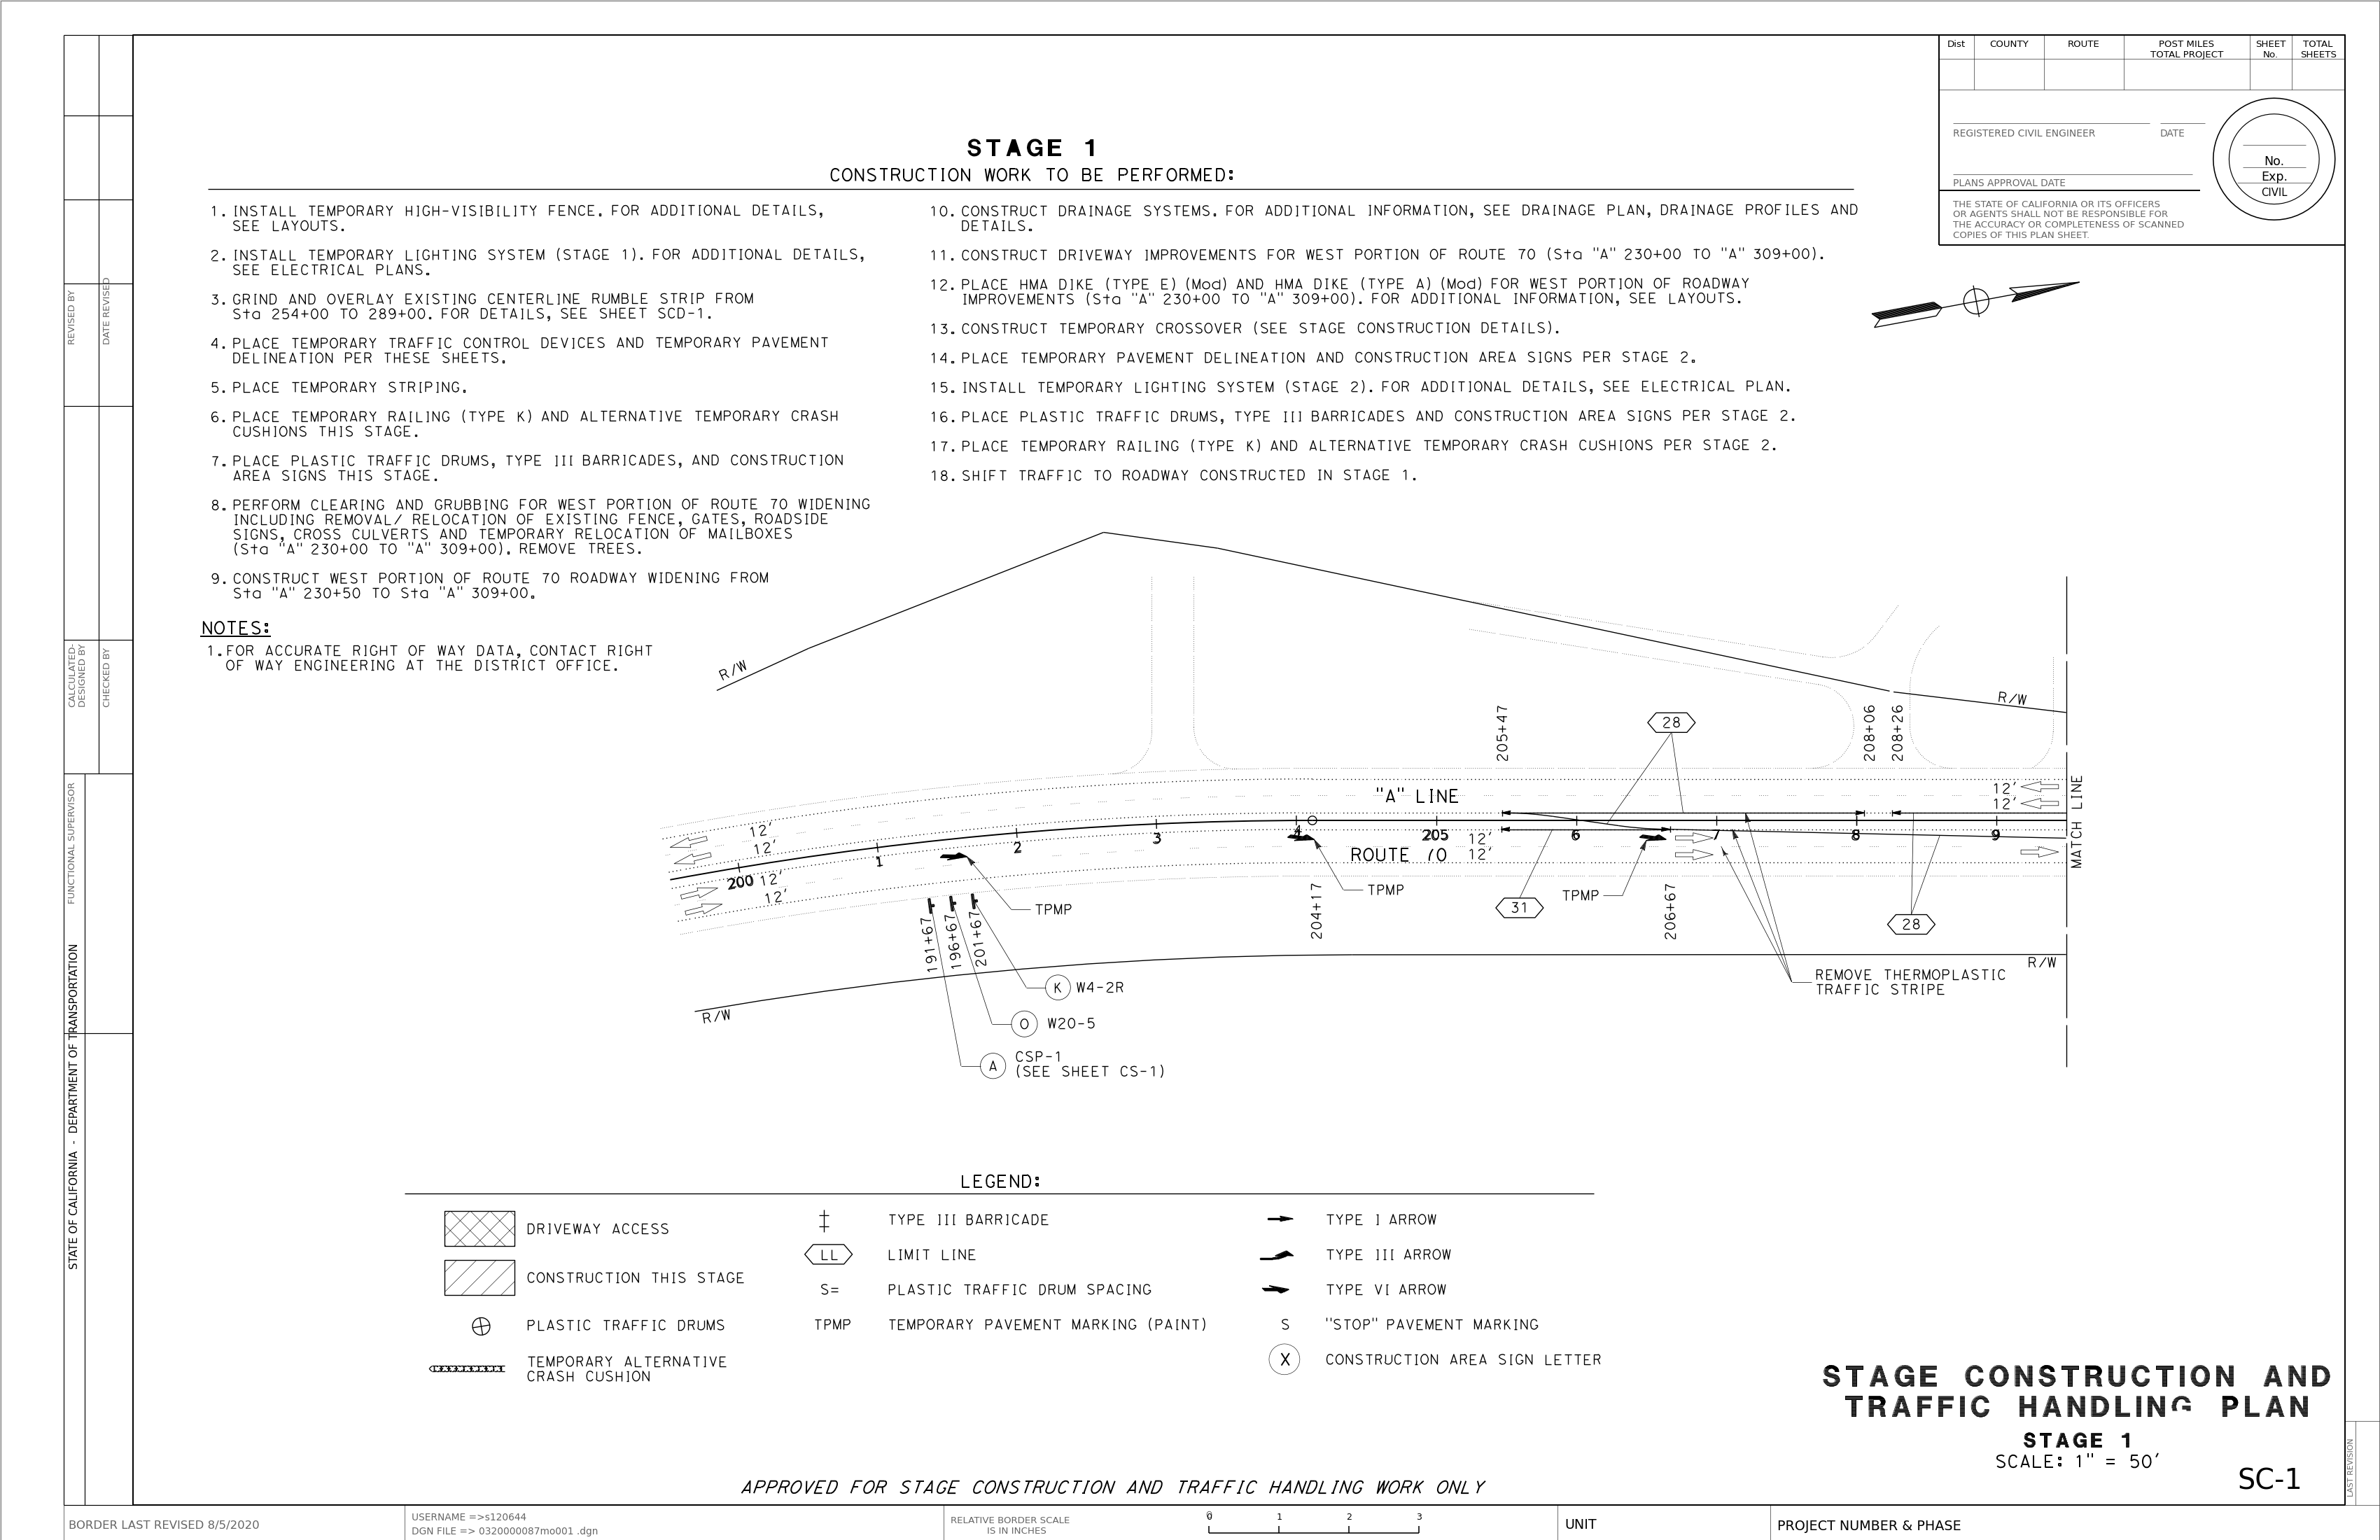 Dist COUNTY ROUTE POST MILES TOTAL PROJECT SHEET No. TOTAL SHEETS
REGISTERED CIVIL ENGINEER DATE
PLANS APPROVAL DATE
THE STATE OF CALIFORNIA OR ITS OFFICERS
OR AGENTS SHALL NOT BE RESPONSIBLE FOR
THE ACCURACY OR COMPLETENESS OF SCANNED
COPIES OF THIS PLAN SHEET.
No.
Exp.
CIVIL
STAGE 1
CONSTRUCTION WORK TO BE PERFORMED:
1. INSTALL TEMPORARY HIGH-VISIBILITY FENCE. FOR ADDITIONAL DETAILS,
SEE LAYOUTS.
2. INSTALL TEMPORARY LIGHTING SYSTEM (STAGE 1). FOR ADDITIONAL DETAILS,
SEE ELECTRICAL PLANS.
3. GRIND AND OVERLAY EXISTING CENTERLINE RUMBLE STRIP FROM
Sta 254+00 TO 289+00. FOR DETAILS, SEE SHEET SCD-1.
4. PLACE TEMPORARY TRAFFIC CONTROL DEVICES AND TEMPORARY PAVEMENT
DELINEATION PER THESE SHEETS.
5. PLACE TEMPORARY STRIPING.
6. PLACE TEMPORARY RAILING (TYPE K) AND ALTERNATIVE TEMPORARY CRASH
CUSHIONS THIS STAGE.
7. PLACE PLASTIC TRAFFIC DRUMS, TYPE III BARRICADES, AND CONSTRUCTION
AREA SIGNS THIS STAGE.
8. PERFORM CLEARING AND GRUBBING FOR WEST PORTION OF ROUTE 70 WIDENING
INCLUDING REMOVAL/ RELOCATION OF EXISTING FENCE, GATES, ROADSIDE
SIGNS, CROSS CULVERTS AND TEMPORARY RELOCATION OF MAILBOXES
(Sta "A" 230+00 TO "A" 309+00). REMOVE TREES.
9. CONSTRUCT WEST PORTION OF ROUTE 70 ROADWAY WIDENING FROM
Sta "A" 230+50 TO Sta "A" 309+00.
10. CONSTRUCT DRAINAGE SYSTEMS. FOR ADDITIONAL INFORMATION, SEE DRAINAGE PLAN, DRAINAGE PROFILES AND
DETAILS.
11. CONSTRUCT DRIVEWAY IMPROVEMENTS FOR WEST PORTION OF ROUTE 70 (Sta "A" 230+00 TO "A" 309+00).
12. PLACE HMA DIKE (TYPE E) (Mod) AND HMA DIKE (TYPE A) (Mod) FOR WEST PORTION OF ROADWAY
IMPROVEMENTS (Sta "A" 230+00 TO "A" 309+00). FOR ADDITIONAL INFORMATION, SEE LAYOUTS.
13. CONSTRUCT TEMPORARY CROSSOVER (SEE STAGE CONSTRUCTION DETAILS).
14. PLACE TEMPORARY PAVEMENT DELINEATION AND CONSTRUCTION AREA SIGNS PER STAGE 2.
15. INSTALL TEMPORARY LIGHTING SYSTEM (STAGE 2). FOR ADDITIONAL DETAILS, SEE ELECTRICAL PLAN.
16. PLACE PLASTIC TRAFFIC DRUMS, TYPE III BARRICADES AND CONSTRUCTION AREA SIGNS PER STAGE 2.
17. PLACE TEMPORARY RAILING (TYPE K) AND ALTERNATIVE TEMPORARY CRASH CUSHIONS PER STAGE 2.
18. SHIFT TRAFFIC TO ROADWAY CONSTRUCTED IN STAGE 1.
NOTES:
1. FOR ACCURATE RIGHT OF WAY DATA, CONTACT RIGHT
OF WAY ENGINEERING AT THE DISTRICT OFFICE.
R/W
R/W
205+47
28
208+06
208+26
"A" LINE
12'
12'
12'
12'
200
1
2
3
4
205
6
7
8
9
12'
12'
12'
12'
ROUTE 70
MATCH LINE
TPMP
TPMP
TPMP
204+17
31
206+67
28
191+67
196+67
201+67
REMOVE THERMOPLASTIC
TRAFFIC STRIPE
R/W
R/W
K W4-2R
O W20-5
A CSP-1
(SEE SHEET CS-1)
LEGEND:
DRIVEWAY ACCESS
CONSTRUCTION THIS STAGE
PLASTIC TRAFFIC DRUMS
TEMPORARY ALTERNATIVE
CRASH CUSHION
TYPE III BARRICADE
LL LIMIT LINE
S= PLASTIC TRAFFIC DRUM SPACING
TPMP TEMPORARY PAVEMENT MARKING (PAINT)
TYPE I ARROW
TYPE III ARROW
TYPE VI ARROW
S "STOP" PAVEMENT MARKING
X CONSTRUCTION AREA SIGN LETTER
STAGE CONSTRUCTION AND
TRAFFIC HANDLING PLAN
STAGE 1
SCALE: 1" = 50'
SC-1
APPROVED FOR STAGE CONSTRUCTION AND TRAFFIC HANDLING WORK ONLY
REVISED BY
DATE REVISED
CALCULATED-
DESIGNED BY
CHECKED BY
FUNCTIONAL SUPERVISOR
STATE OF CALIFORNIA - DEPARTMENT OF TRANSPORTATION
LAST REVISION
BORDER LAST REVISED 8/5/2020
USERNAME =>s120644
DGN FILE => 0320000087mo001 .dgn
RELATIVE BORDER SCALE
IS IN INCHES
0 1 2 3
UNIT
PROJECT NUMBER & PHASE